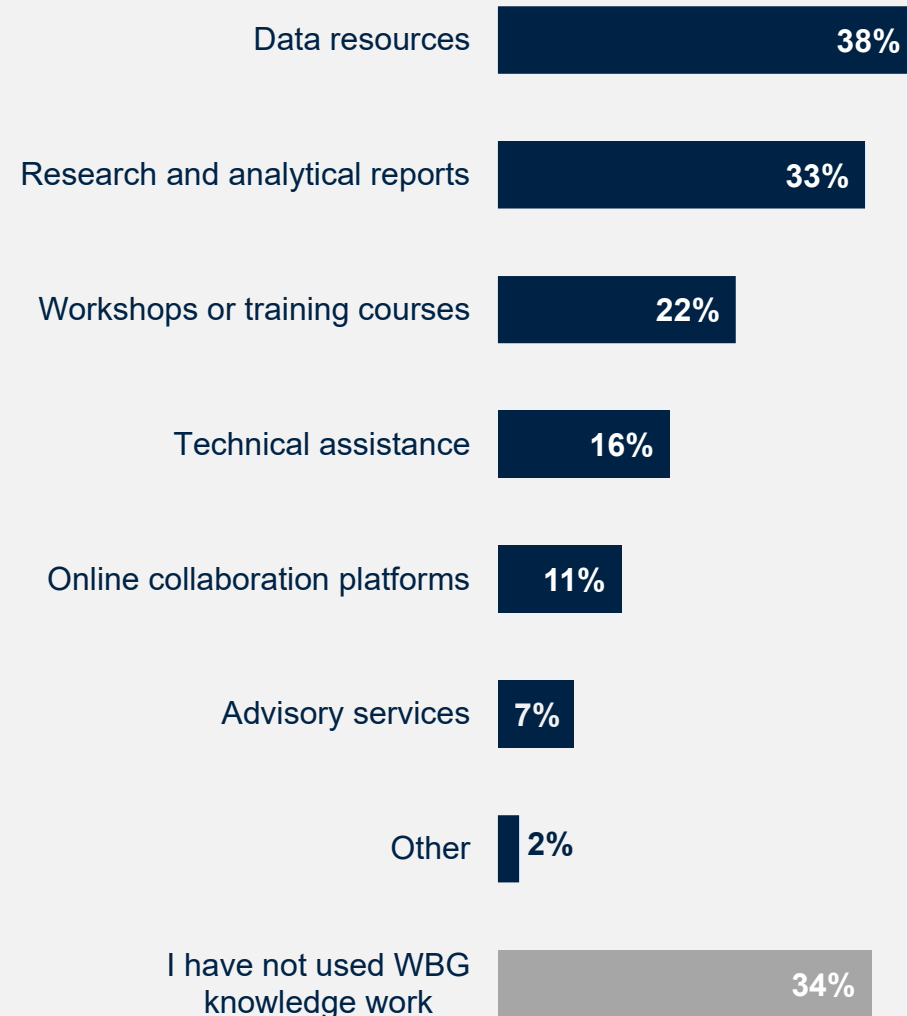 Data resources 38%
Research and analytical reports 33%
Workshops or training courses 22%
Technical assistance 16%
Online collaboration platforms 11%
Advisory services 7%
Other 2%
I have not used WBG
knowledge work 34%